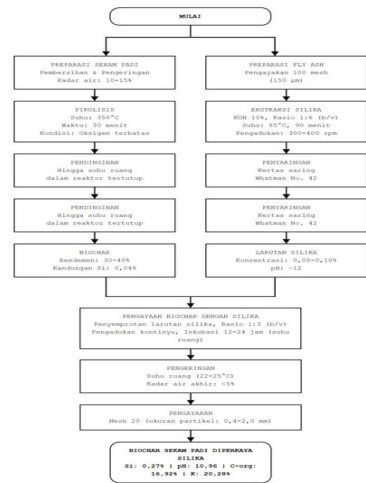 MULAI
PREPARASI SEKAM PADI
Pembersihan & Pengeringan
Kadar air: 10-15%
PIROLISIS
Suhu: 350°C
Waktu: 30 menit
Kondisi: Oksigen terbatas
PENDINGINAN
Hingga suhu ruang
dalam reaktor tertutup
PENDINGINAN
Hingga suhu ruang
dalam reaktor tertutup
BIOCHAR
Rendemen: 30-40%
Kandungan Si: 0,04%
PREPARASI FLY ASH
Pengayakan 100 mesh
(150 μm)
EKSTRAKSI SILIKA
KOH 10%, Rasio 1:6 (b/v)
Suhu: 85°C, 90 menit
Pengadukan: 300-400 rpm
PENYARINGAN
Kertas saring
Whatman No. 42
PENYARINGAN
Kertas saring
Whatman No. 42
LARUTAN SILIKA
Konsentrasi: 0,08-0,10%
pH: ~12
PENGAYAAN BIOCHAR DENGAN SILIKA
Penyemprotan larutan silika, Rasio 1:3 (b/v)
Pengadukan kontinyu, Inkubasi 12-24 jam (suhu
ruang)
PENGERINGAN
Suhu ruang (22-25°C)
Kadar air akhir: <5%
PENGAYAKAN
Mesh 20 (ukuran partikel: 0,4-2,0 mm)
BIOCHAR SEKAM PADI DIPERKAYA
SILIKA
Si: 0,27% | pH: 10,96 | C-org:
16,92% | K: 20,28%